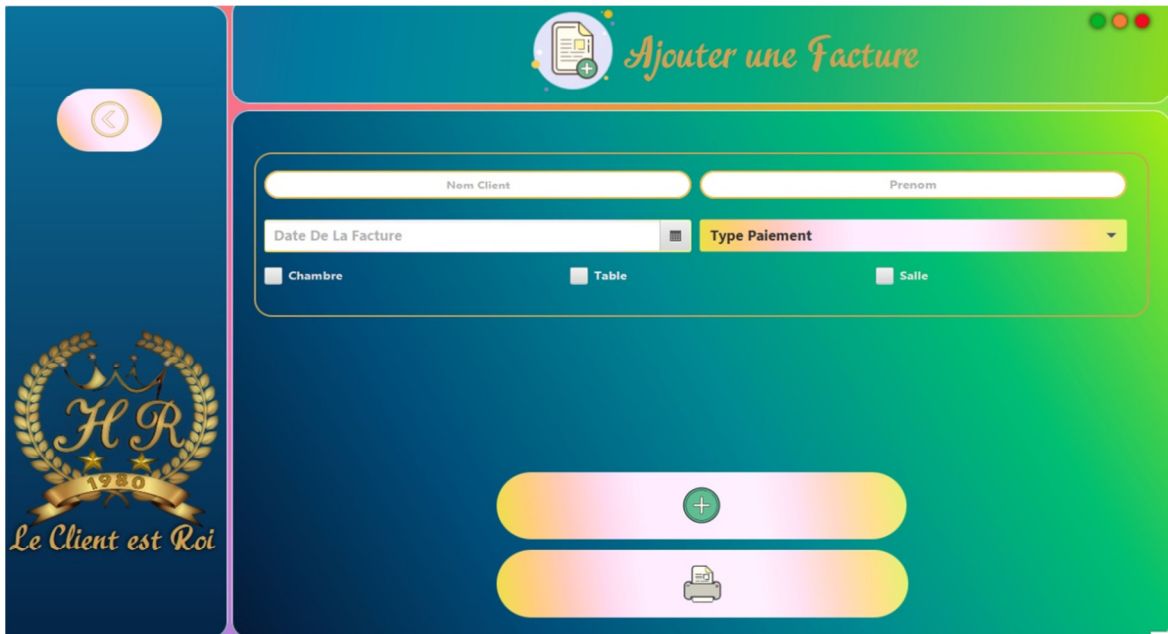 Ajouter une Facture
Nom Client
Prenom
Date De La Facture
Type Paiement
Chambre
Table
Salle
HR
1980
Le Client est Roi